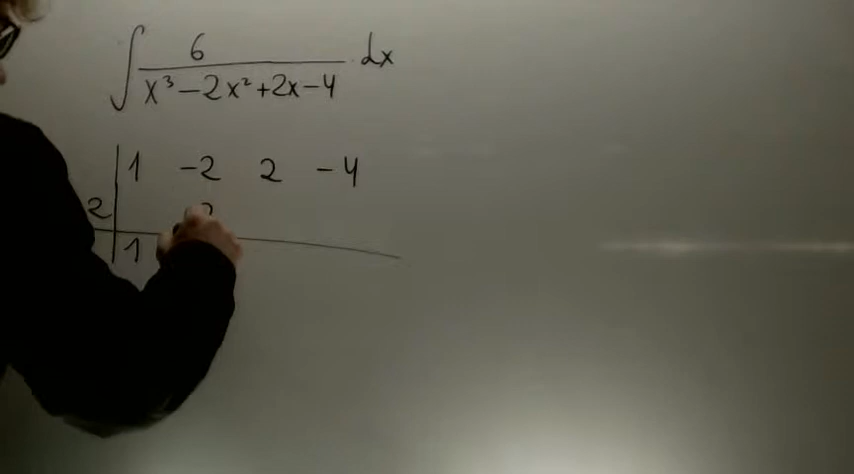 ∫ 6 / (x³ − 2x² + 2x − 4) dx
1 −2 2 −4
2
1